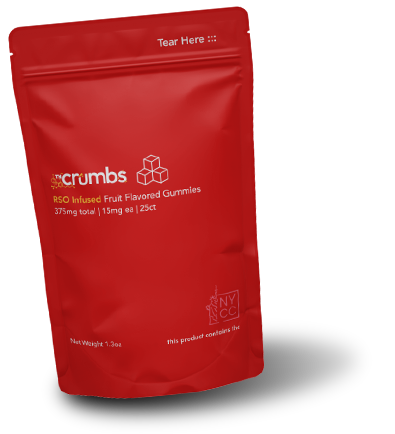 Tear Here :::
crumbs
RSO Infused Fruit Flavored Gummies
375mg total | 15mg ea | 25ct
NY
CC
Net Weight 1.3oz
this product contains thc